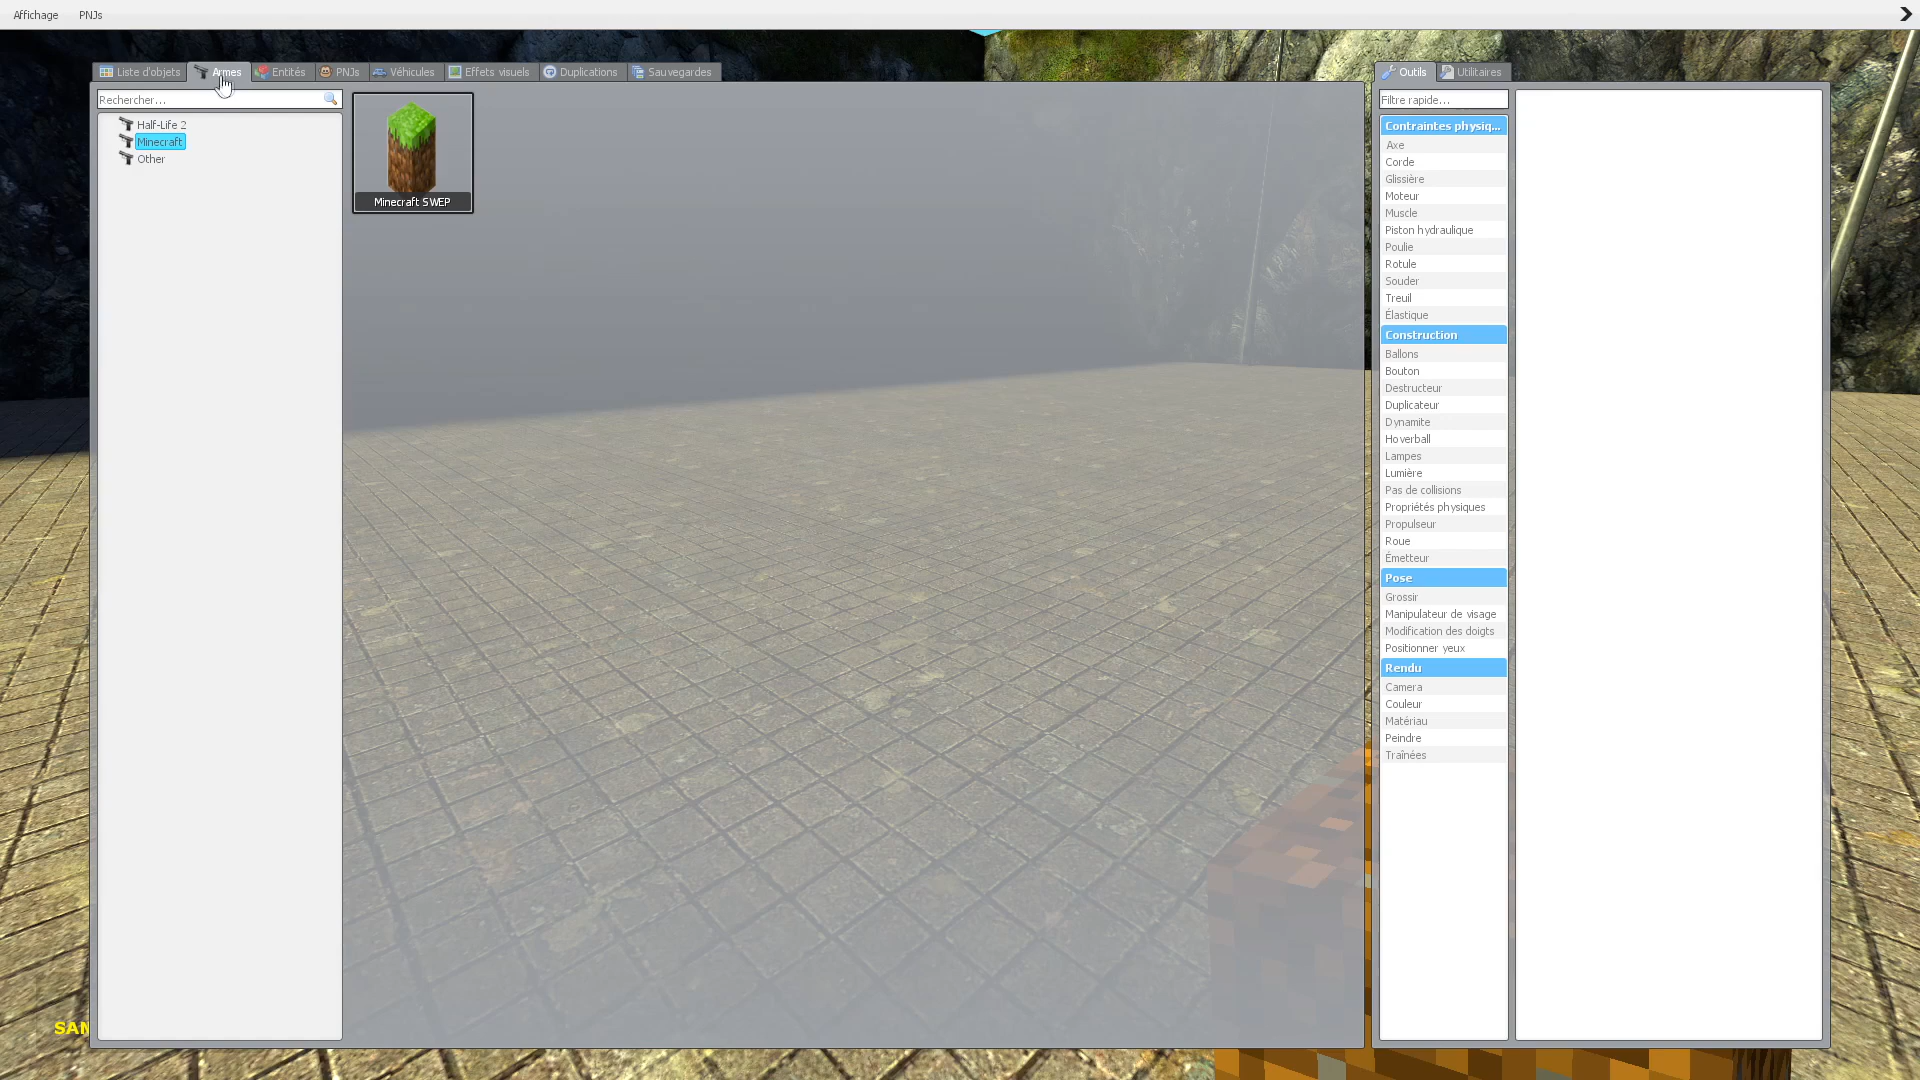 Affichage PNJs
Liste d'objets Armes Entités PNJs Véhicules Effets visuels Duplications Sauvegardes
Rechercher...
Half-Life 2
Minecraft
Other
Minecraft SWEP
Outils Utilitaires
Filtre rapide...
Contraintes physiq...
Axe
Corde
Glissière
Moteur
Muscle
Piston hydraulique
Poulie
Rotule
Souder
Treuil
Élastique
Construction
Ballons
Bouton
Destructeur
Duplicateur
Dynamite
Hoverball
Lampes
Lumière
Pas de collisions
Propriétés physiques
Propulseur
Roue
Émetteur
Pose
Grossir
Manipulateur de visage
Modification des doigts
Positionner yeux
Rendu
Camera
Couleur
Matériau
Peindre
Traînées
SAN